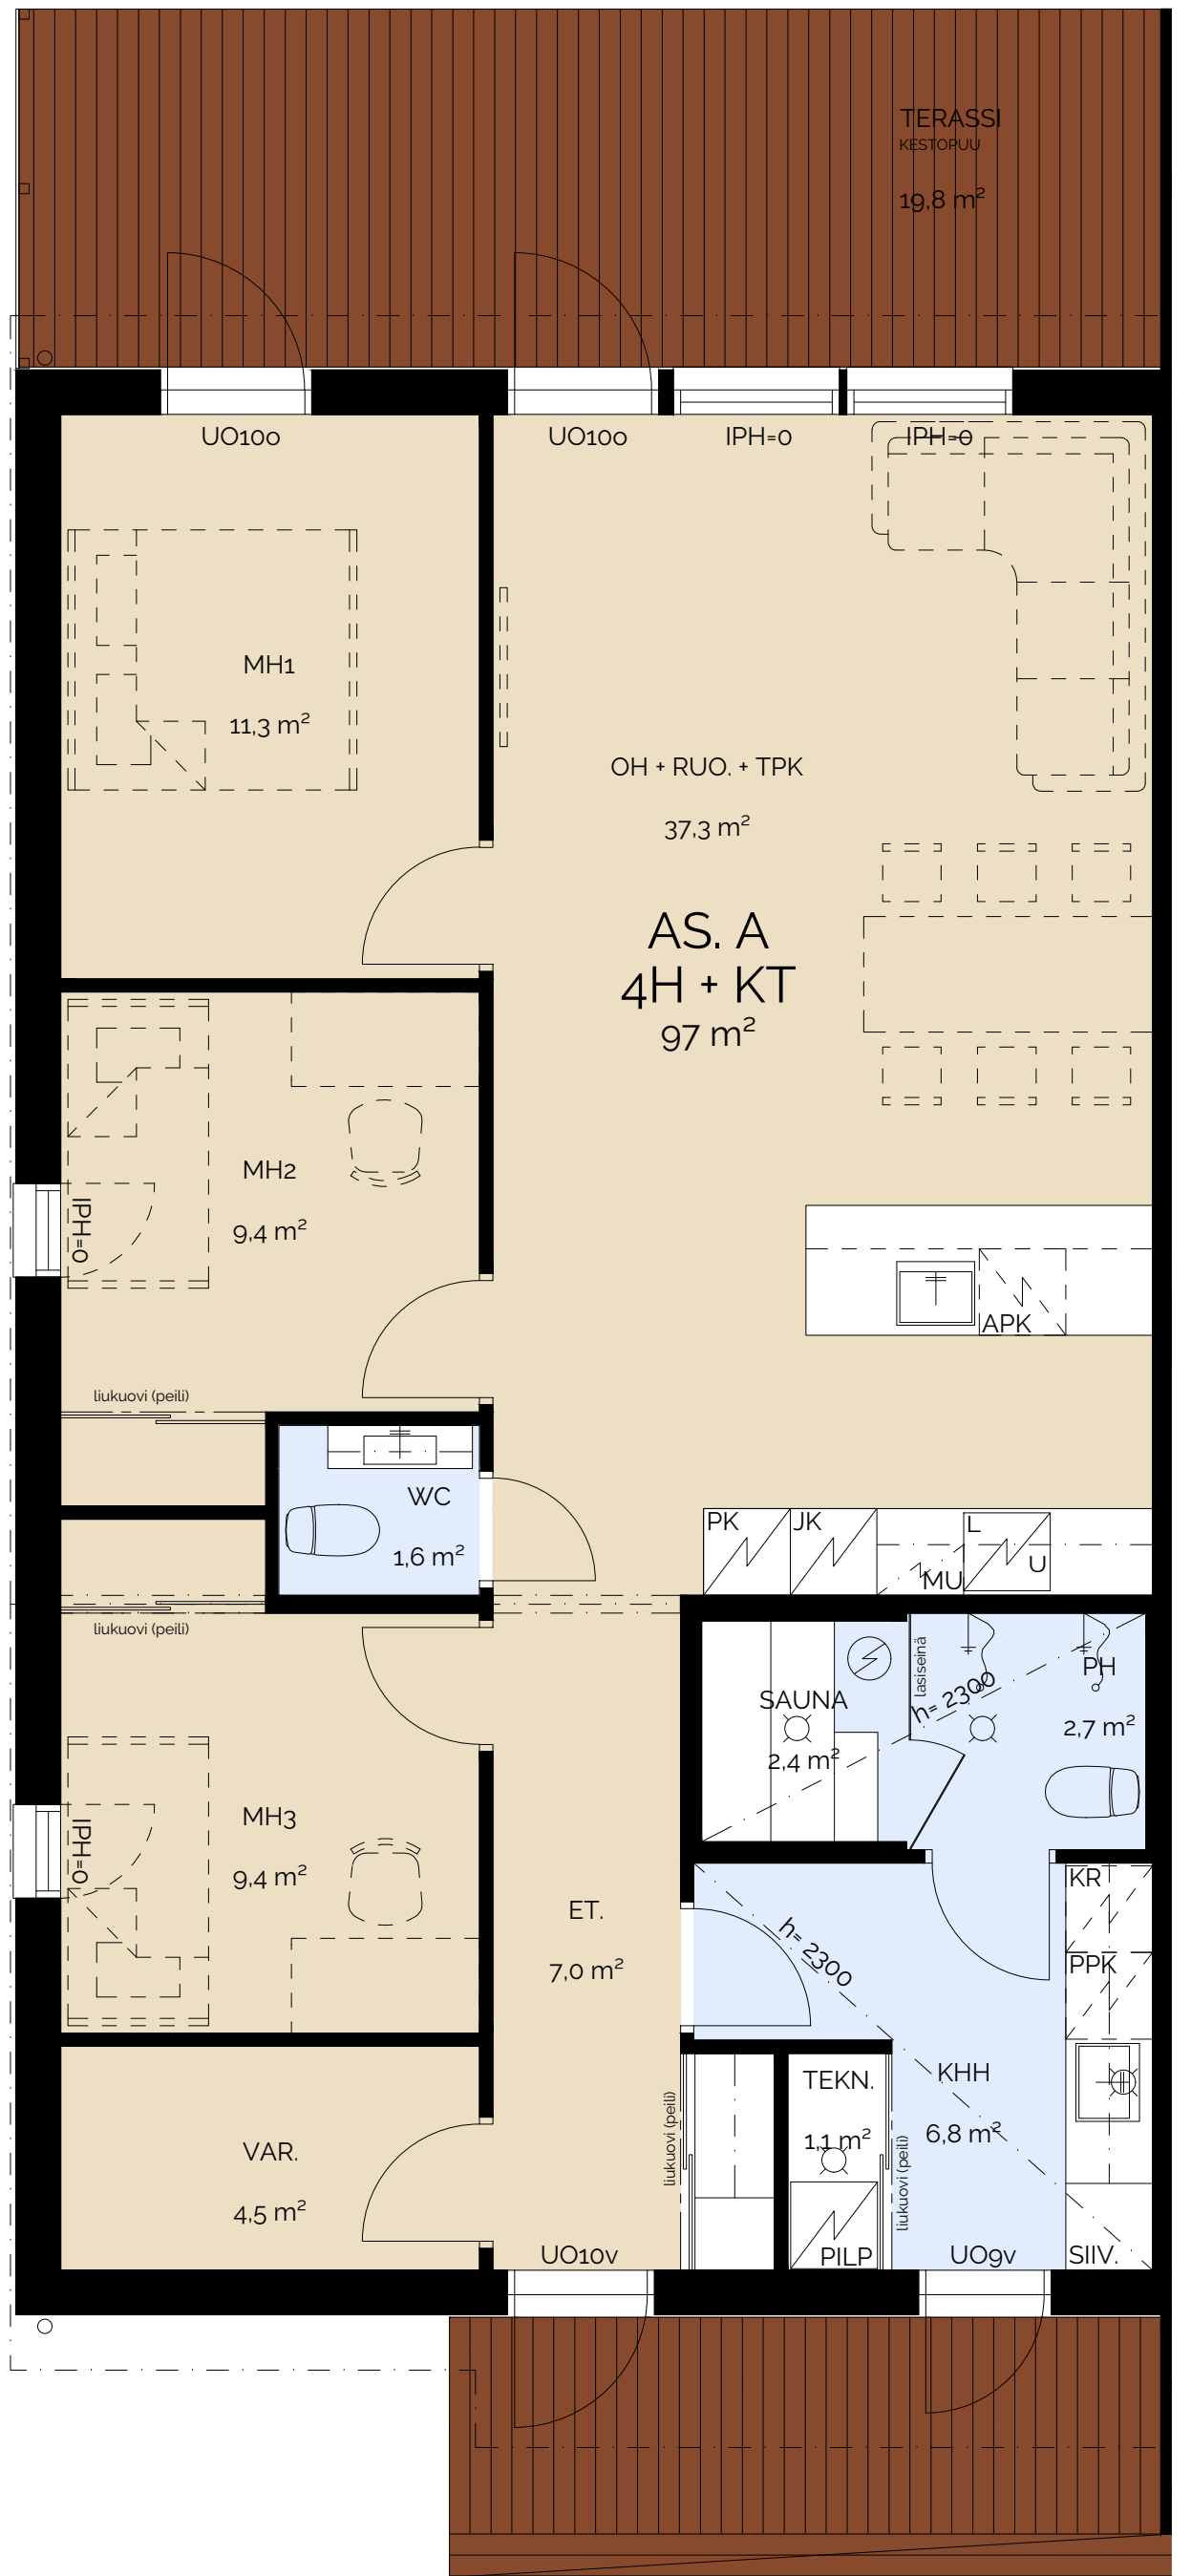 TERASSI
KESTOPUU
19,8 m²
UO10o
UO10o
IPH=0
IPH=0
MH1
11,3 m²
OH + RUO. + TPK
37,3 m²
AS. A
4H + KT
97 m²
MH2
9,4 m²
IPH=0
APK
liukuovi (peili)
WC
1,6 m²
PK
JK
L
U
MU
liukuovi (peili)
SAUNA
2,4 m²
lasiseinä
h= 2300
PH
2,7 m²
MH3
9,4 m²
IPH=0
ET.
7,0 m²
h= 2300
KR
PPK
TEKN.
1,1 m²
KHH
6,8 m²
liukuovi (peili)
liukuovi (peili)
VAR.
4,5 m²
UO10v
PILP
UO9v
SIIV.